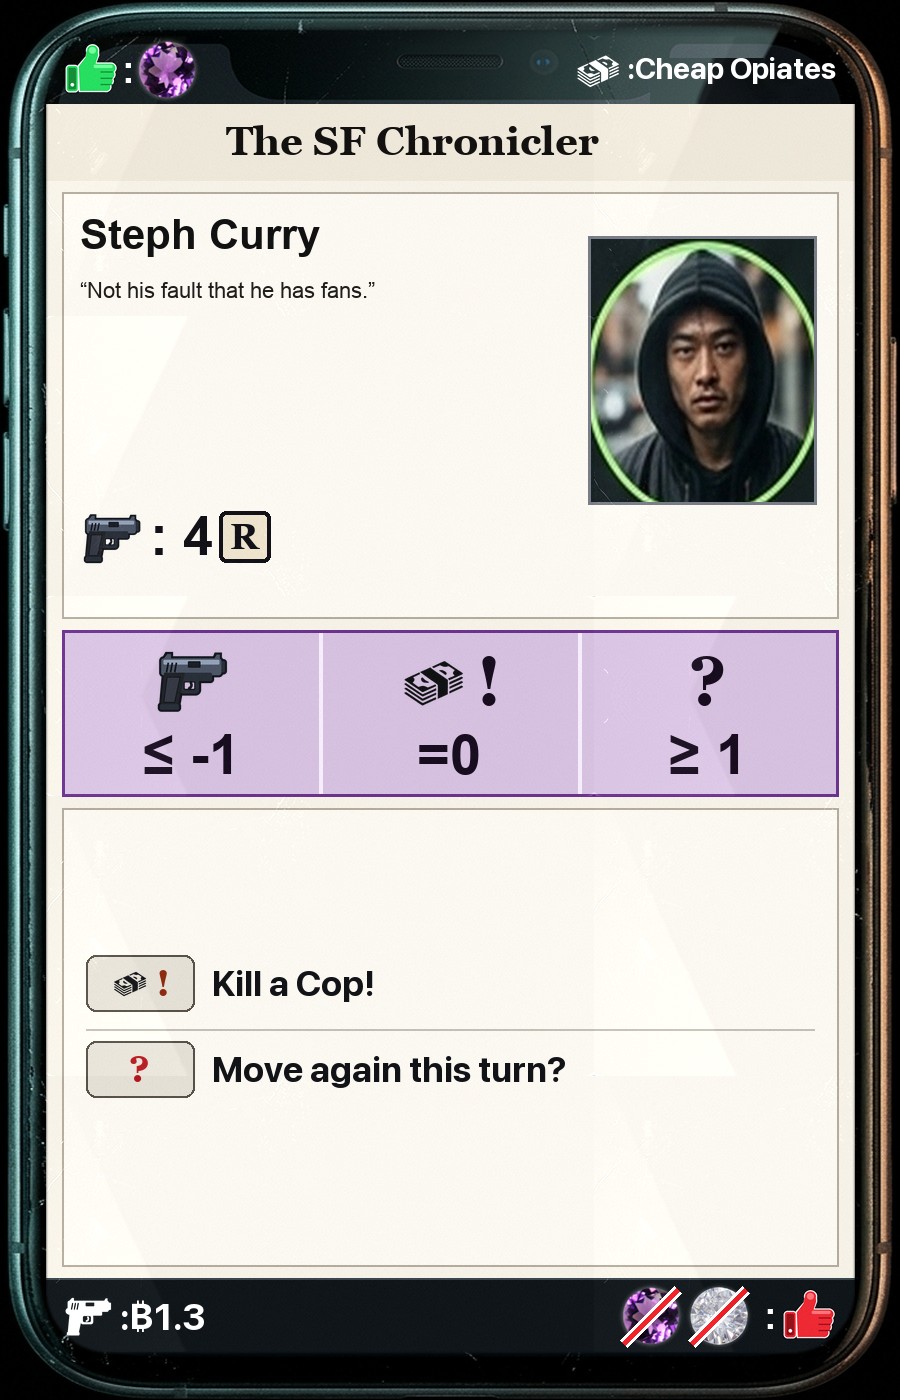 : :Cheap Opiates
The SF Chronicler
Steph Curry
“Not his fault that he has fans.”
: 4 R
! ?
≤ -1 =0 ≥ 1
! Kill a Cop!
? Move again this turn?
:฿1.3 :